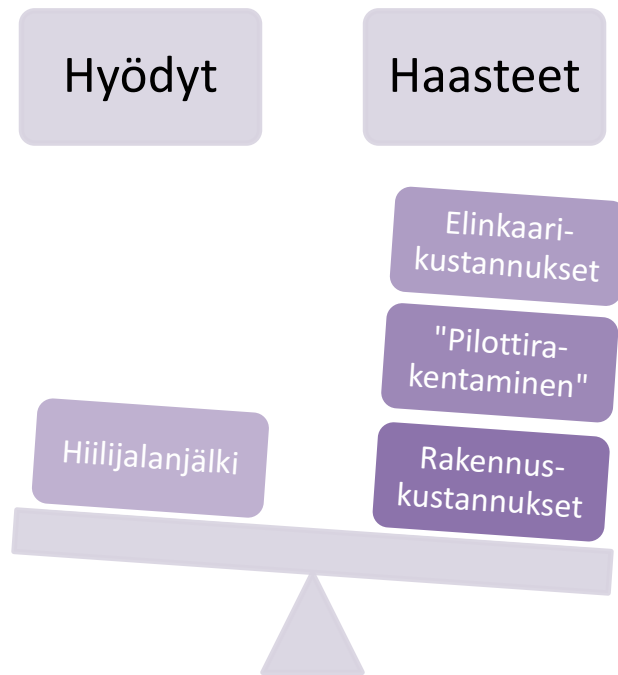 Hyödyt
Haasteet
Elinkaari-
kustannukset
"Pilottira-
kentaminen"
Hiilijalanjälki
Rakennus-
kustannukset